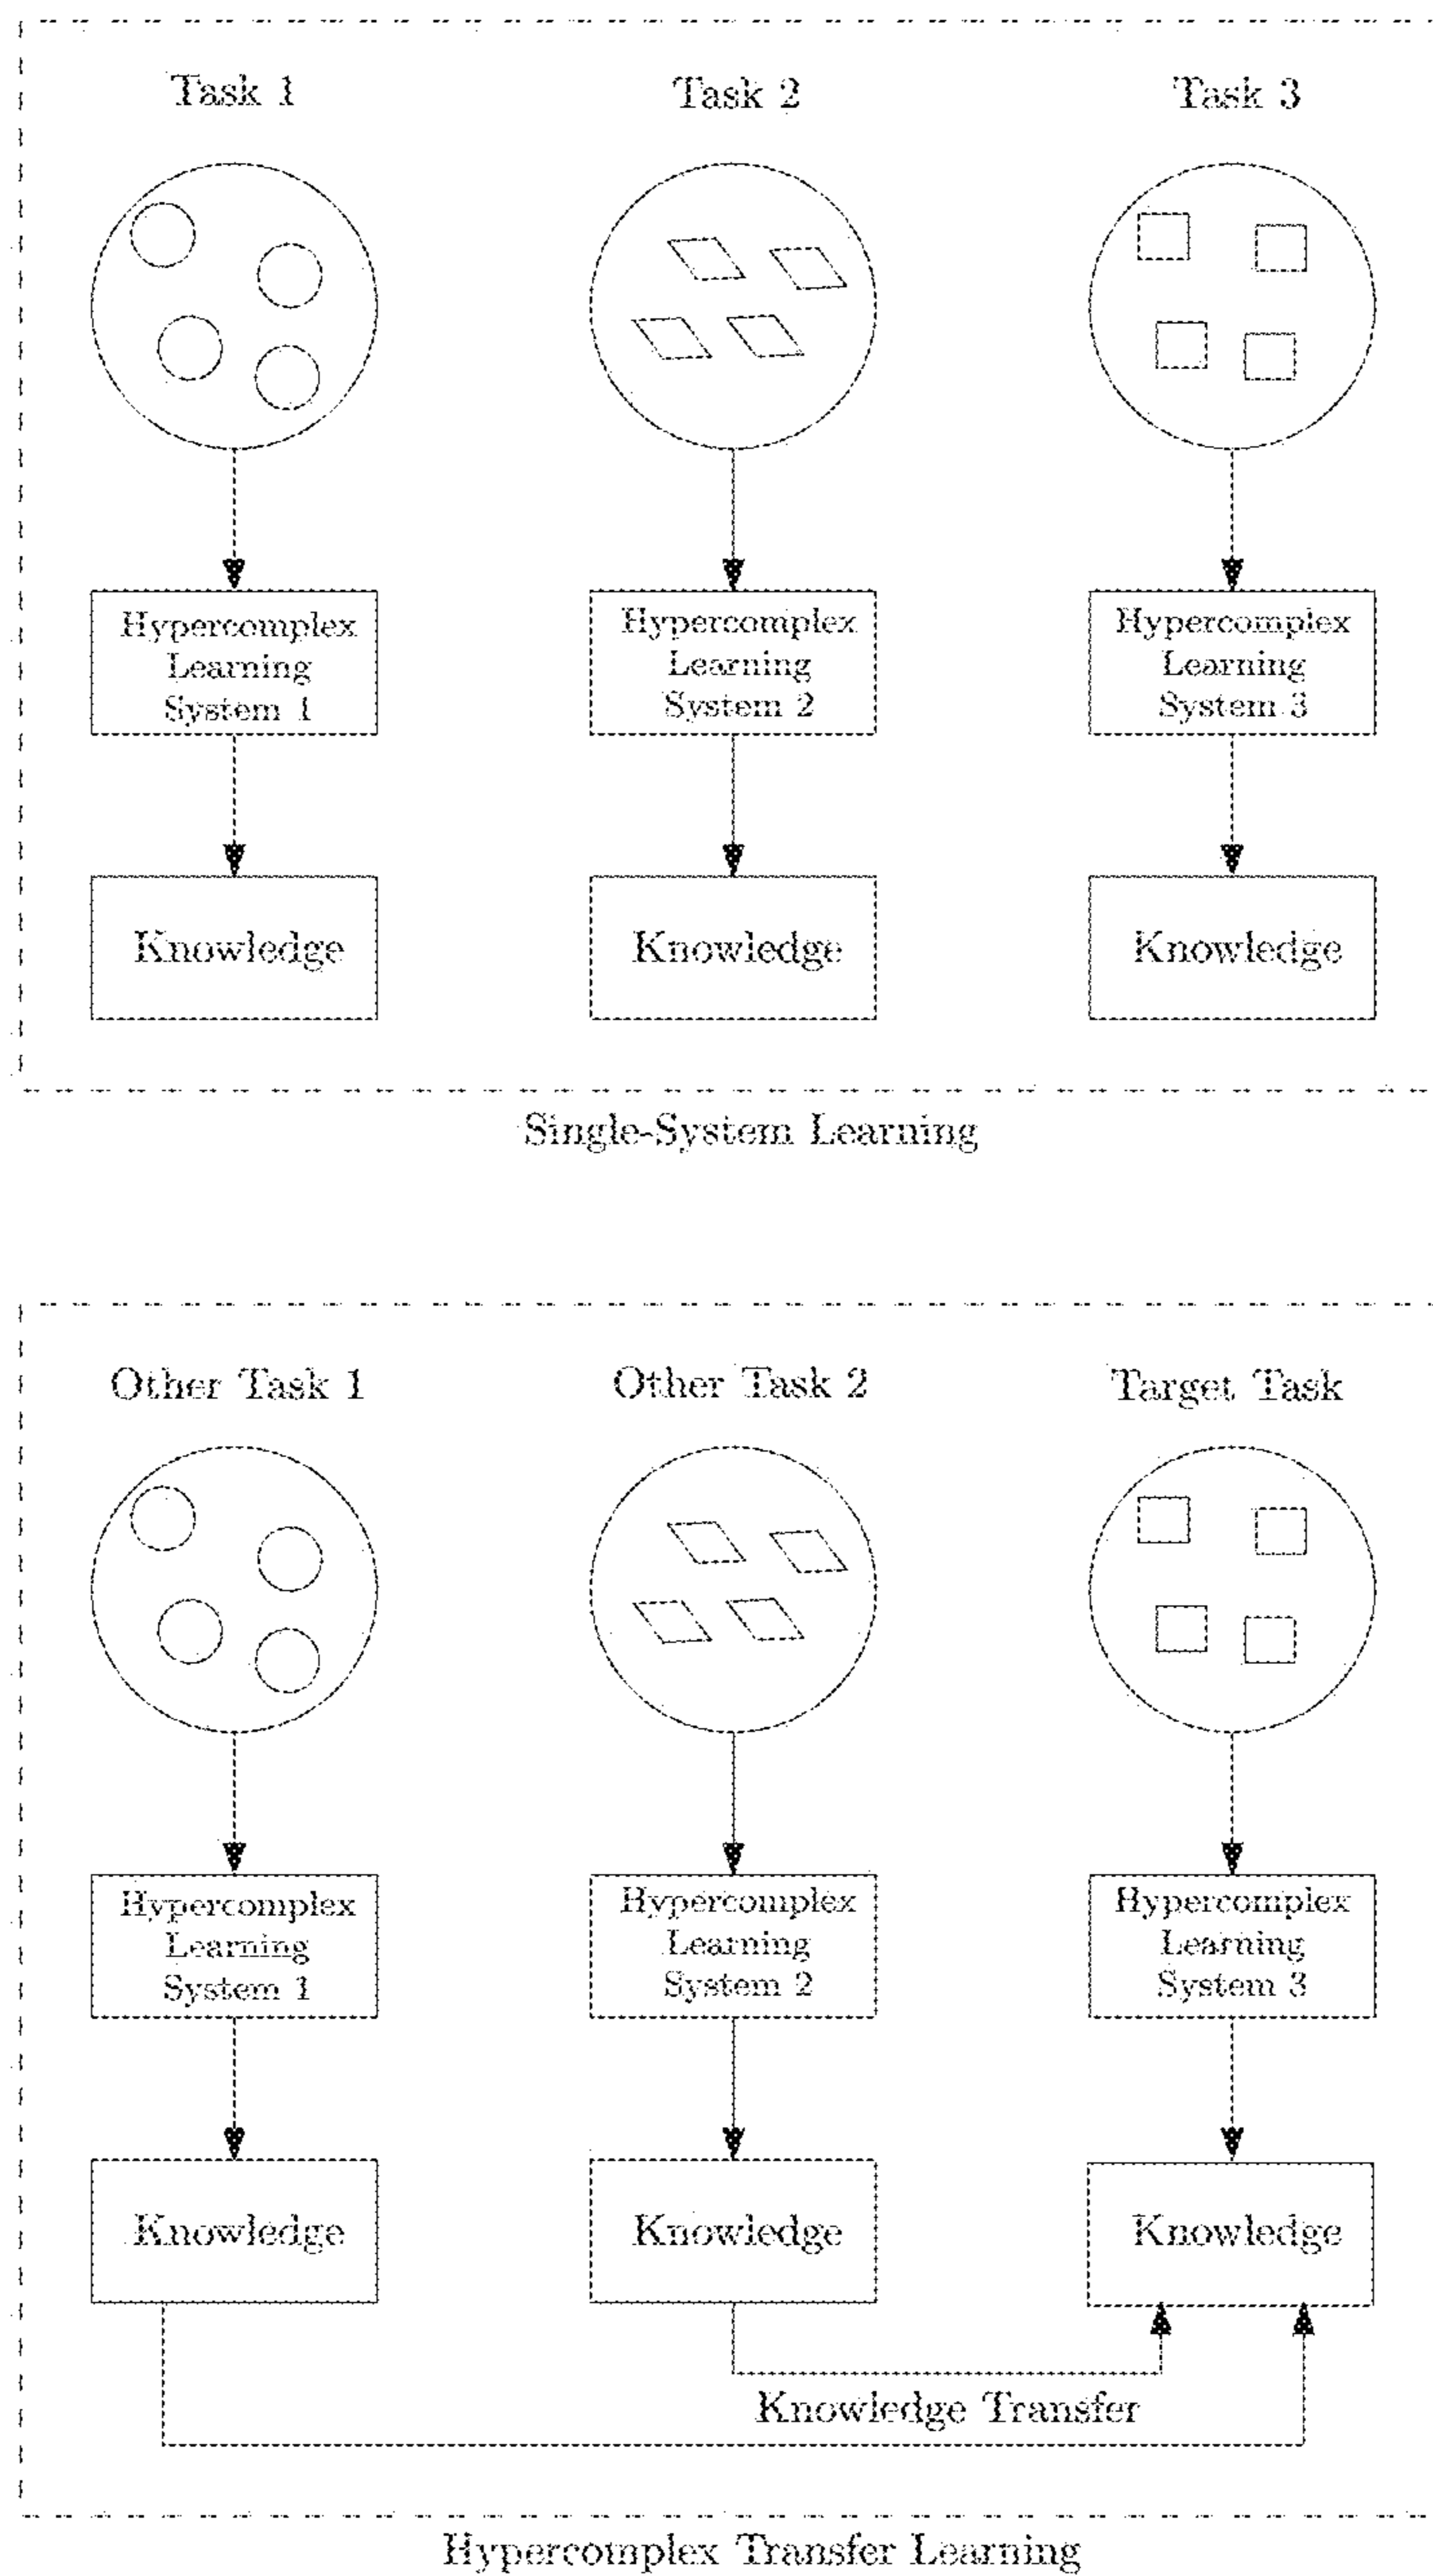 Task 1
Task 2
Task 3
Hypercomplex
Learning
System 1
Hypercomplex
Learning
System 2
Hypercomplex
Learning
System 3
Knowledge
Knowledge
Knowledge
Single-System Learning
Other Task 1
Other Task 2
Target Task
Hypercomplex
Learning
System 1
Hypercomplex
Learning
System 2
Hypercomplex
Learning
System 3
Knowledge
Knowledge
Knowledge
Knowledge Transfer
Hypercomplex Transfer Learning